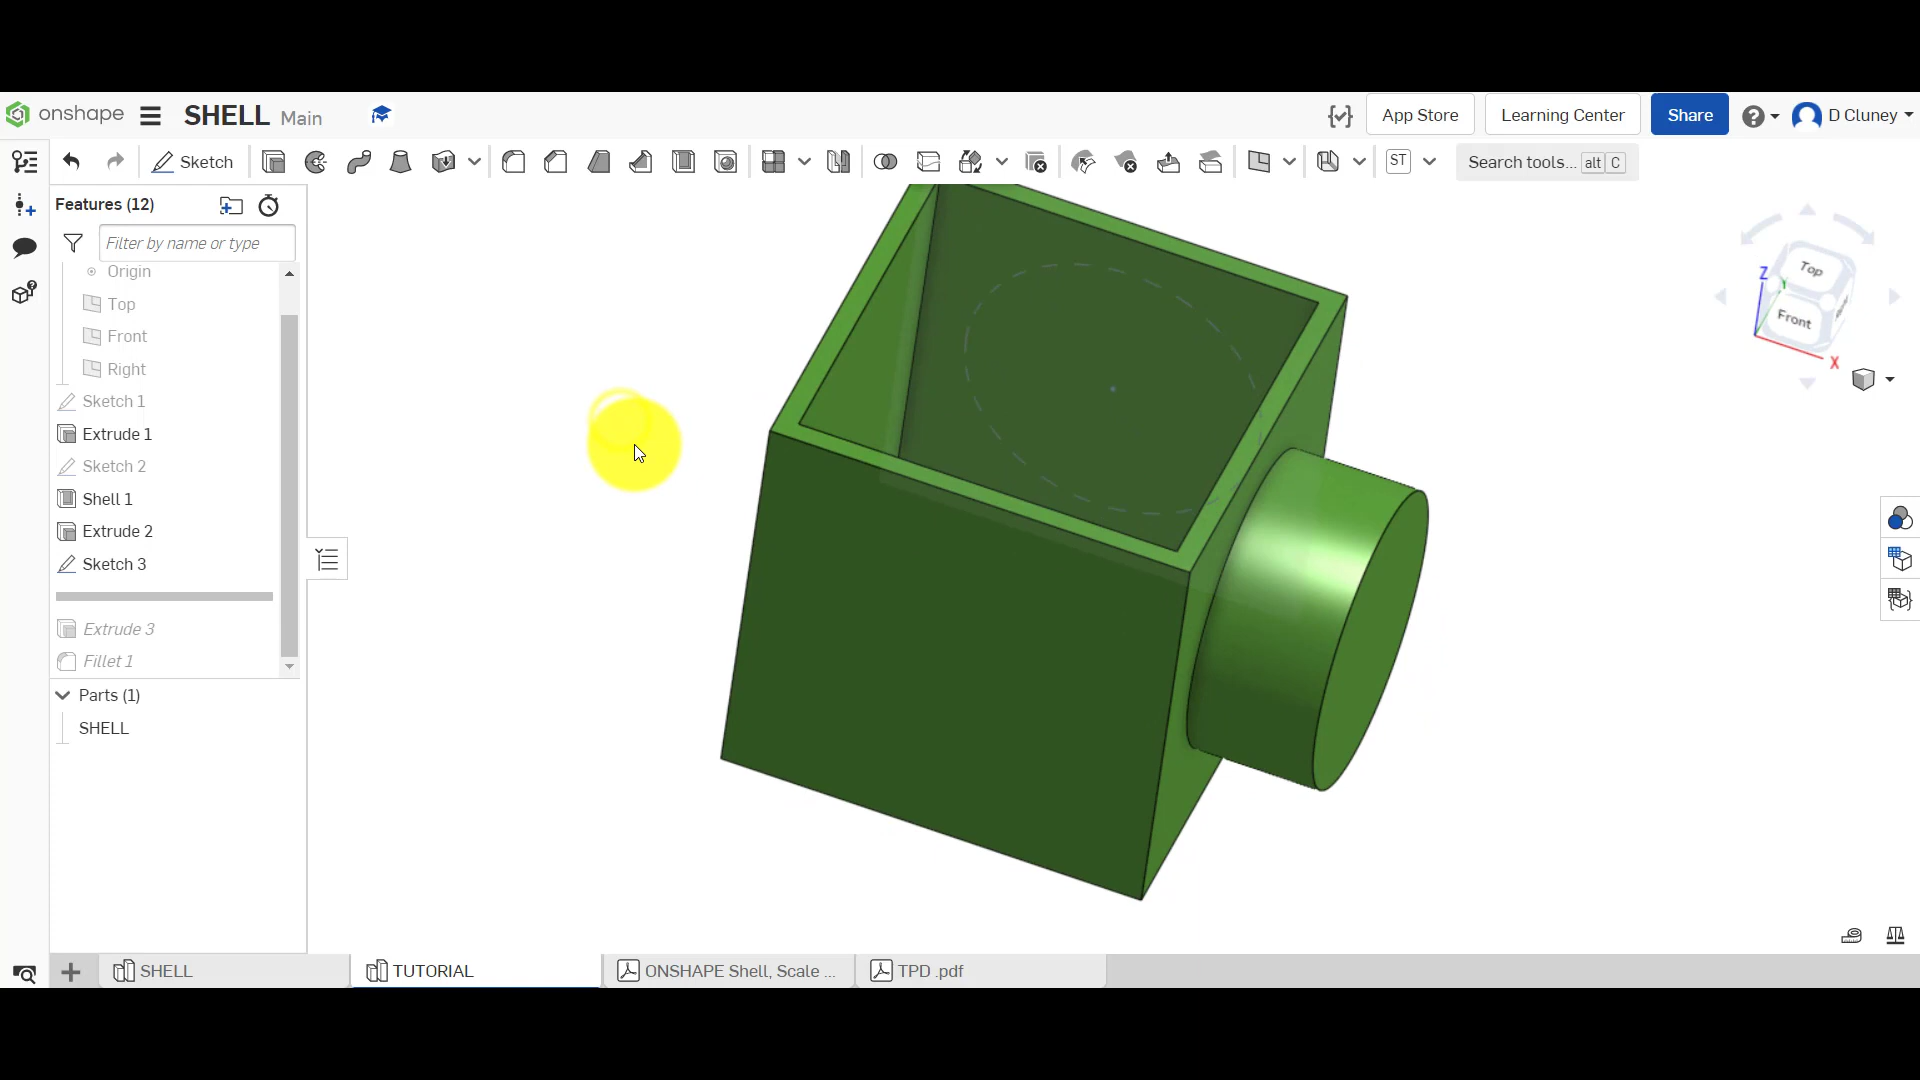 onshape SHELL Main App Store Learning Center Share D Cluney
Sketch ST Search tools... alt C
Features (12)
Filter by name or type
Origin
Top
Front
Right
Sketch 1
Extrude 1
Sketch 2
Shell 1
Extrude 2
Sketch 3
Extrude 3
Fillet 1
Parts (1)
SHELL
Z
Y
Top
Front
X
SHELL TUTORIAL ONSHAPE Shell, Scale ... TPD .pdf